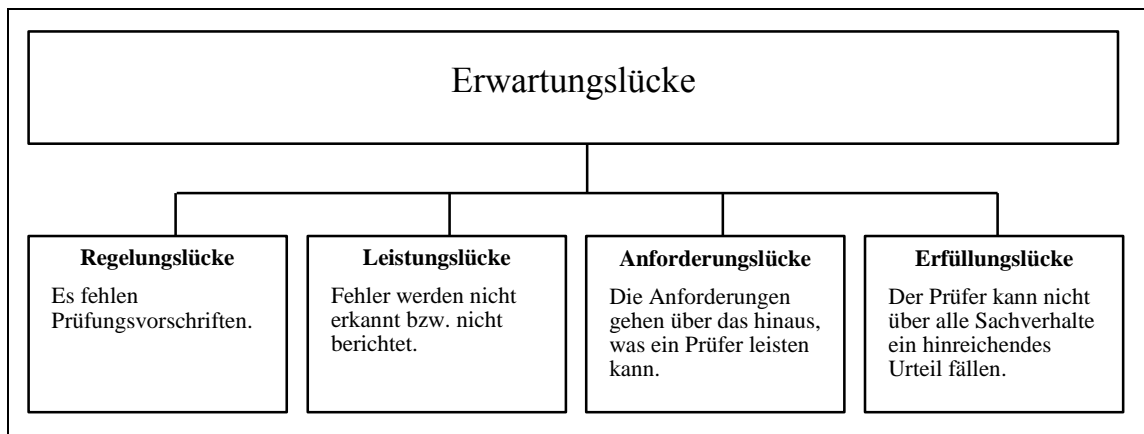 Erwartungslücke
Regelungslücke
Es fehlen
Prüfungsvorschriften.
Leistungslücke
Fehler werden nicht
erkannt bzw. nicht
berichtet.
Anforderungslücke
Die Anforderungen
gehen über das hinaus,
was ein Prüfer leisten
kann.
Erfüllungslücke
Der Prüfer kann nicht
über alle Sachverhalte
ein hinreichendes
Urteil fällen.